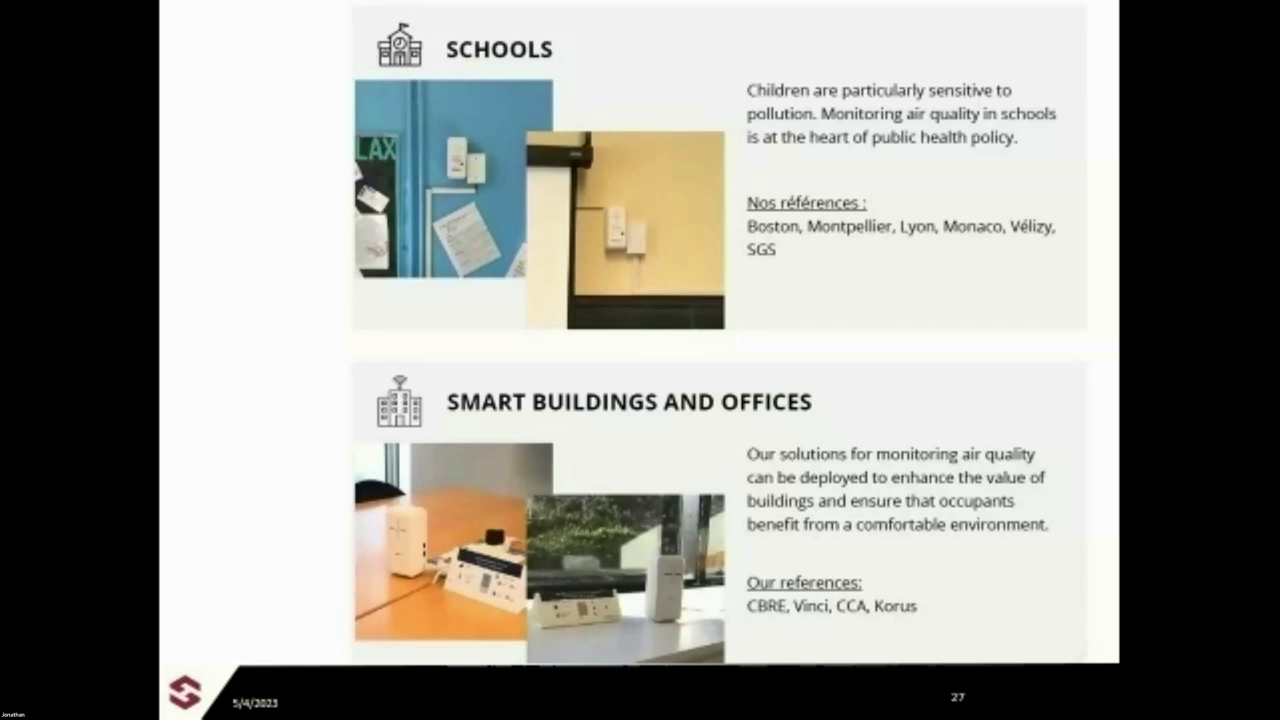 SCHOOLS
LAX
Children are particularly sensitive to
pollution. Monitoring air quality in schools
is at the heart of public health policy.
Nos références :
Boston, Montpellier, Lyon, Monaco, Vélizy,
SGS
SMART BUILDINGS AND OFFICES
Our solutions for monitoring air quality
can be deployed to enhance the value of
buildings and ensure that occupants
benefit from a comfortable environment.
Our references:
CBRE, Vinci, CCA, Korus
5/4/2023
27
Jonathan